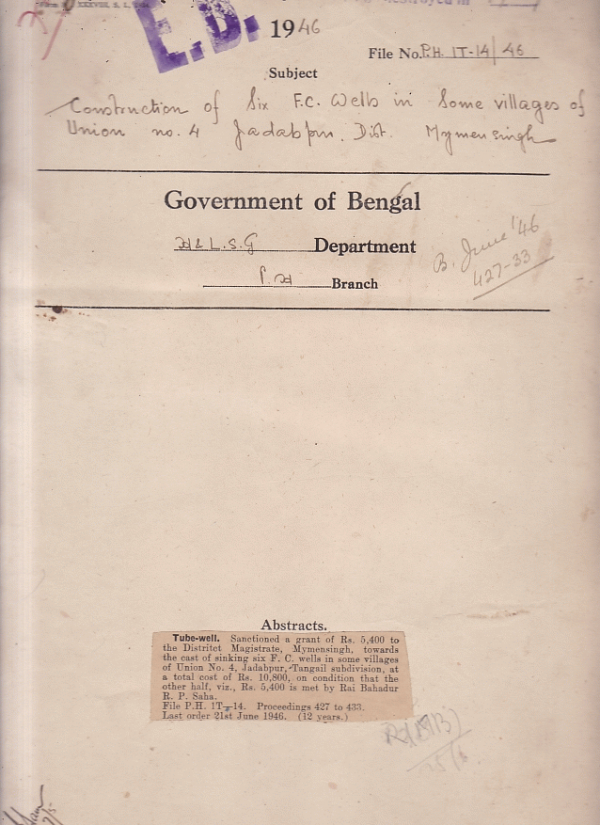 XXXVIII. S. I.
E.D.
1946
File No. P.H. 1T-14/46
Subject
Construction of Six F.C. Wells in Some villages of
Union no. 4 Jadabpur. Dist. Mymensingh
Government of Bengal
H & L.S.G Department
P.H Branch
B. June '46
427-33
Abstracts.
Tube-well. Sanctioned a grant of Rs. 5,400 to
the Distritet Magistrate, Mymensingh, towards
the cast of sinking six F. C. wells in some villages
of Union No. 4, Jadabpur, Tangail subdivision, at
a total cost of Rs. 10,800, on condition that the
other half, viz., Rs. 5,400 is met by Rai Bahadur
R. P. Saha.
File P.H. 1T-14. Proceedings 427 to 433.
Last order 21st June 1946. (12 years.)